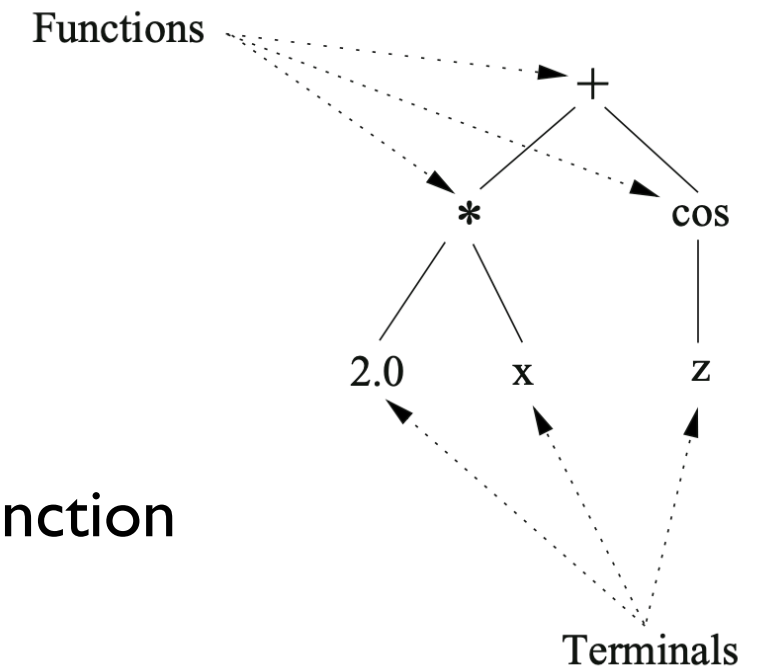 Functions
+
* cos
2.0 x z
nction
Terminals